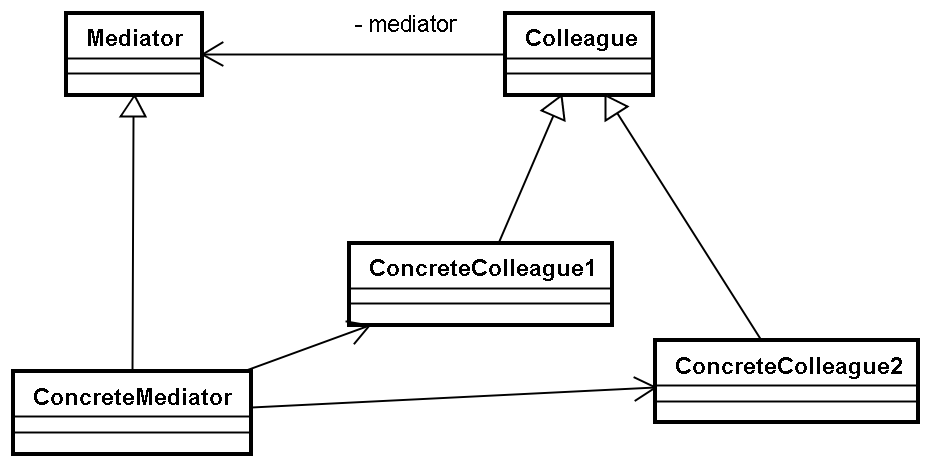 - mediator
Mediator
Colleague
ConcreteColleague1
ConcreteColleague2
ConcreteMediator